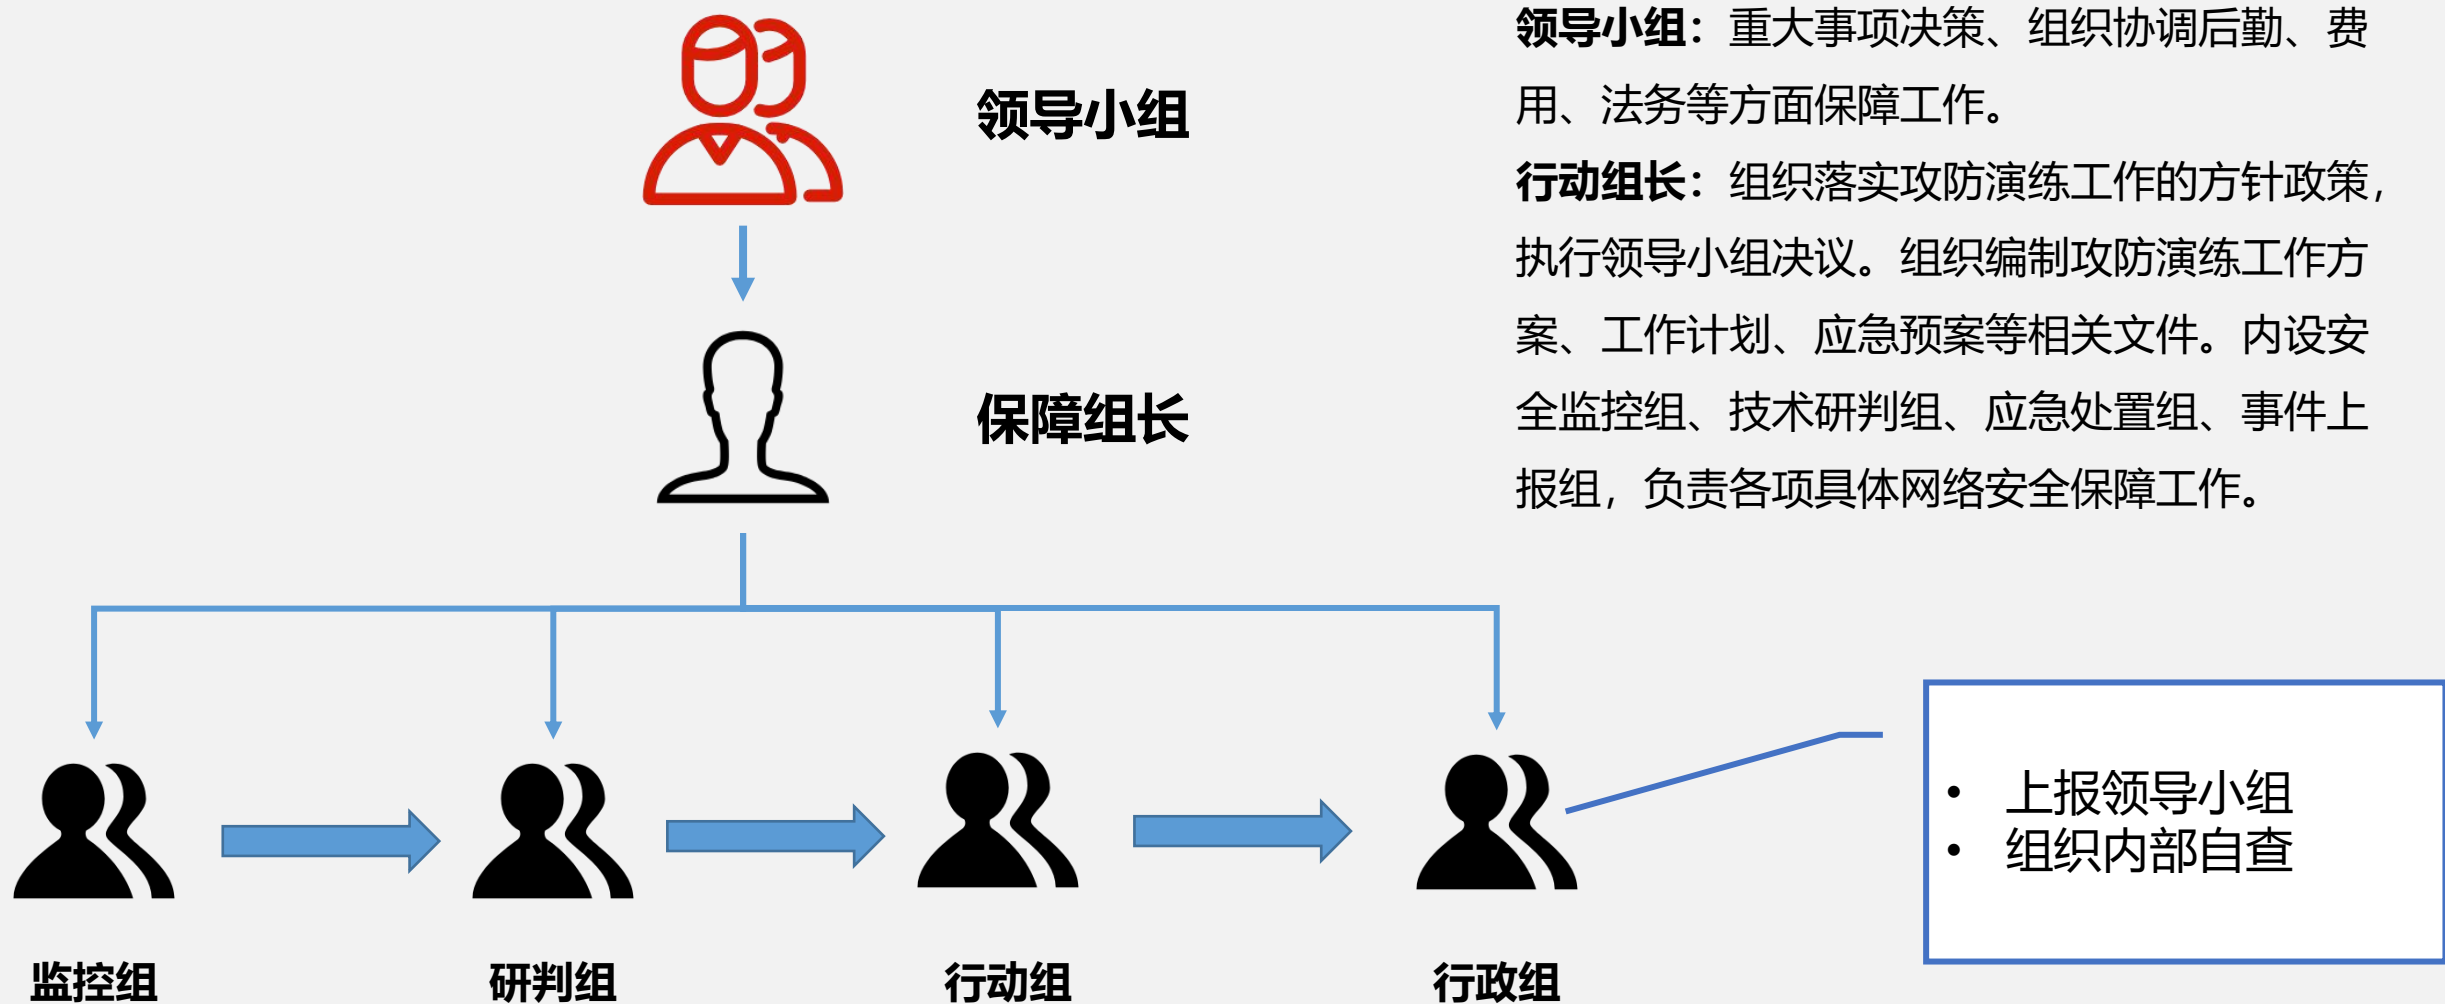 领导小组
领导小组：重大事项决策、组织协调后勤、费
用、法务等方面保障工作。
行动组长：组织落实攻防演练工作的方针政策，
执行领导小组决议。组织编制攻防演练工作方
案、工作计划、应急预案等相关文件。内设安
全监控组、技术研判组、应急处置组、事件上
报组，负责各项具体网络安全保障工作。
保障组长
• 上报领导小组
• 组织内部自查
监控组
研判组
行动组
行政组